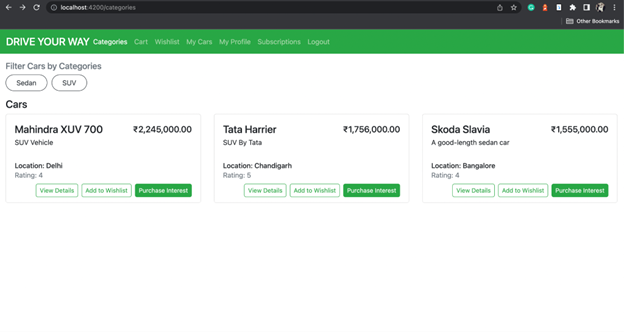 localhost:4200/categories
Other Bookmarks
DRIVE YOUR WAY Categories Cart Wishlist My Cars My Profile Subscriptions Logout
Filter Cars by Categories
Sedan SUV
Cars
Mahindra XUV 700 ₹2,245,000.00
SUV Vehicle
Location: Delhi
Rating: 4
View Details Add to Wishlist Purchase Interest
Tata Harrier ₹1,756,000.00
SUV By Tata
Location: Chandigarh
Rating: 5
View Details Add to Wishlist Purchase Interest
Skoda Slavia ₹1,555,000.00
A good-length sedan car
Location: Bangalore
Rating: 4
View Details Add to Wishlist Purchase Interest